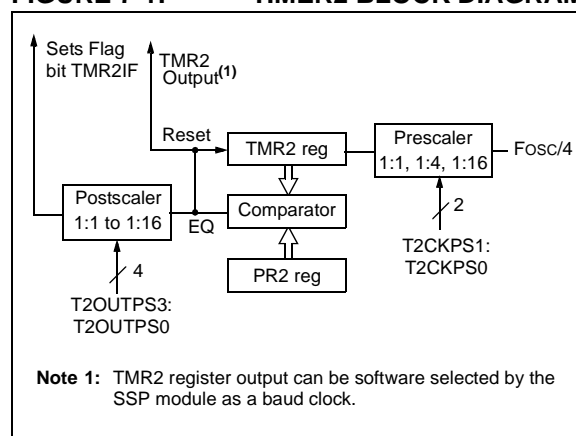 FIGURE 7-1: TIMER2 BLOCK DIAGRAM
Sets Flag
bit TMR2IF
TMR2
Output(1)
Reset
TMR2 reg
Prescaler
1:1, 1:4, 1:16
FOSC/4
2
T2CKPS1:
T2CKPS0
Postscaler
1:1 to 1:16
EQ
Comparator
4
T2OUTPS3:
T2OUTPS0
PR2 reg
Note 1: TMR2 register output can be software selected by the
SSP module as a baud clock.